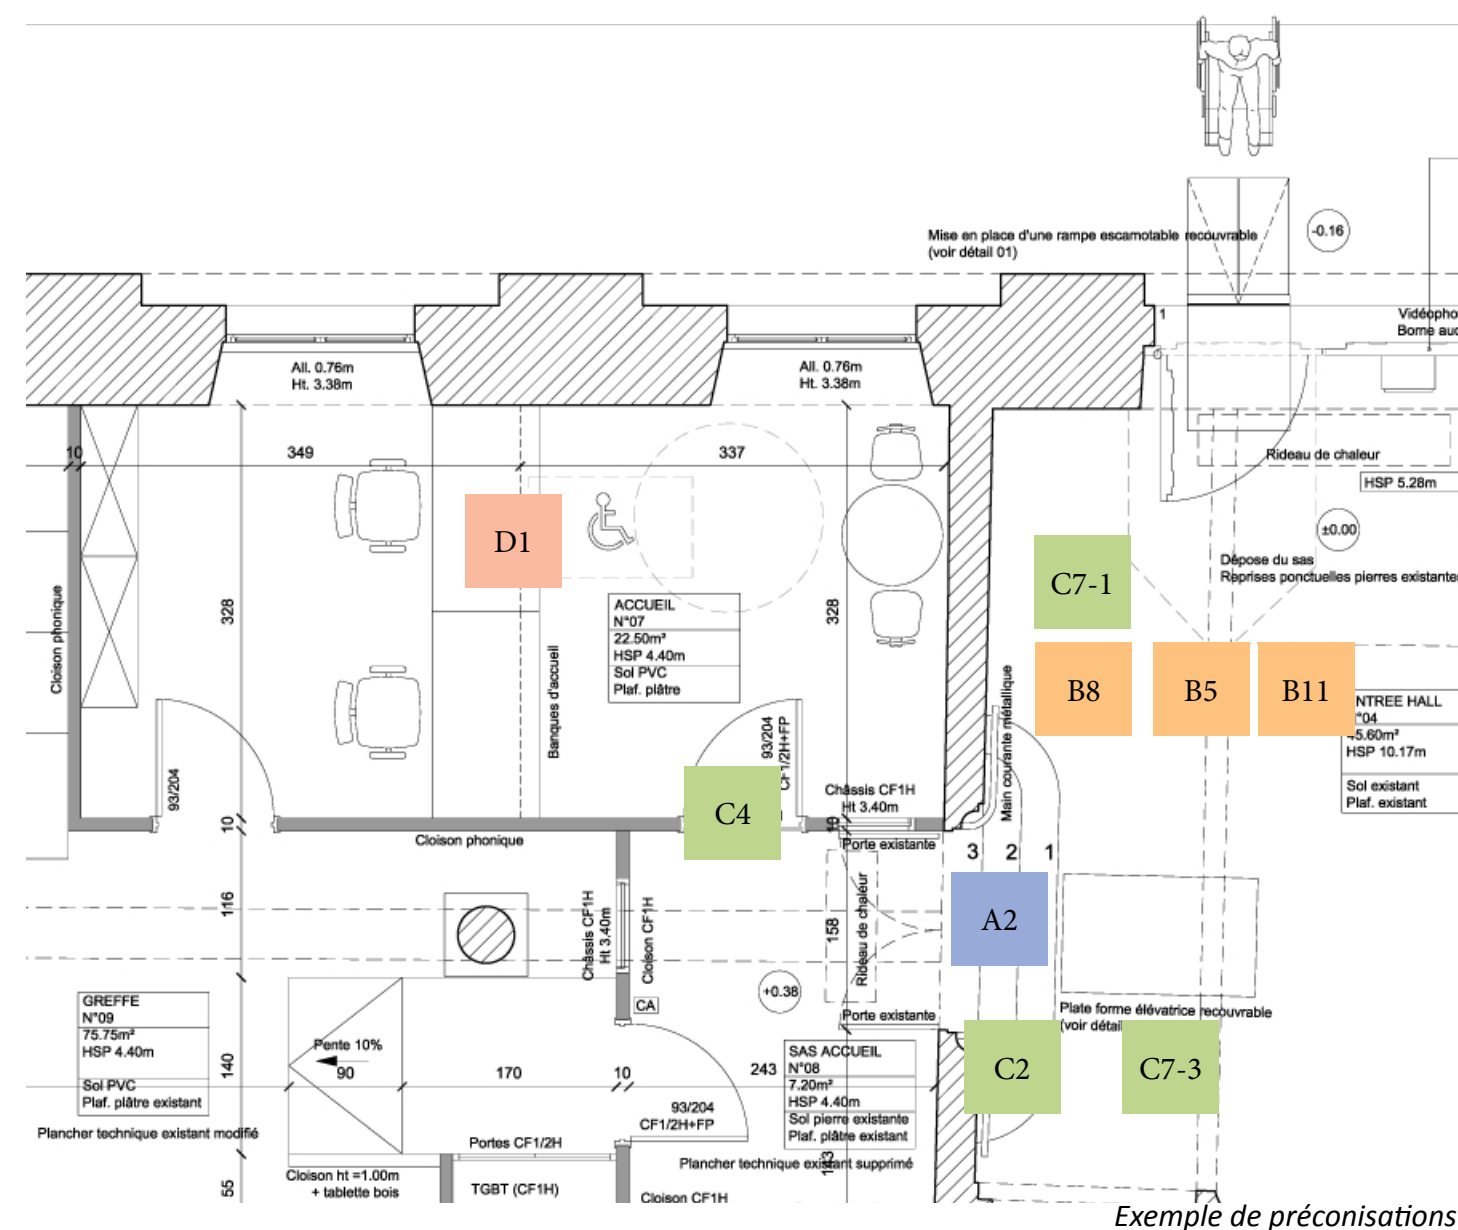 Mise en place d'une rampe escamotable recouvrable
(voir détail 01)
-0.16
1
All. 0.76m
Ht. 3.38m
All. 0.76m
Ht. 3.38m
10
349
337
Rideau de chaleur
HSP 5.28m
±0.00
Dépose du sas
Reprises ponctuelles pierres existantes
D1
C7-1
B8
B5
B11
328
328
Cloison phonique
Banques d'accueil
ACCUEIL
N°07
22.50m²
HSP 4.40m
Sol PVC
Plaf. plâtre
Main courante métallique
HALL
45.60m²
HSP 10.17m
Sol existant
Plaf. existant
93/204
93/204
CF1/2H+FP
C4
Châssis CF1H
Ht 3.40m
10
10
Cloison phonique
Porte existante
3
2
1
116
Châssis CF1H
Ht 3.40m
Cloison CF1H
158
Rideau de chaleur
A2
+0.38
CA
Porte existante
Plate forme élévatrice recouvrable
(voir
GREFFE
N°09
75.75m²
HSP 4.40m
Sol PVC
Plaf. plâtre existant
Plancher technique existant modifié
140
Pente 10%
90
170
10
243
SAS ACCUEIL
N°08
7.20m²
HSP 4.40m
Sol pierre existante
Plaf. plâtre existant
C2
C7-3
93/204
CF1/2H+FP
Portes CF1/2H
Plancher technique existant supprimé
Cloison ht =1.00m
+ tablette bois
55
TGBT (CF1H)
Cloison CF1H
Exemple de préconisations